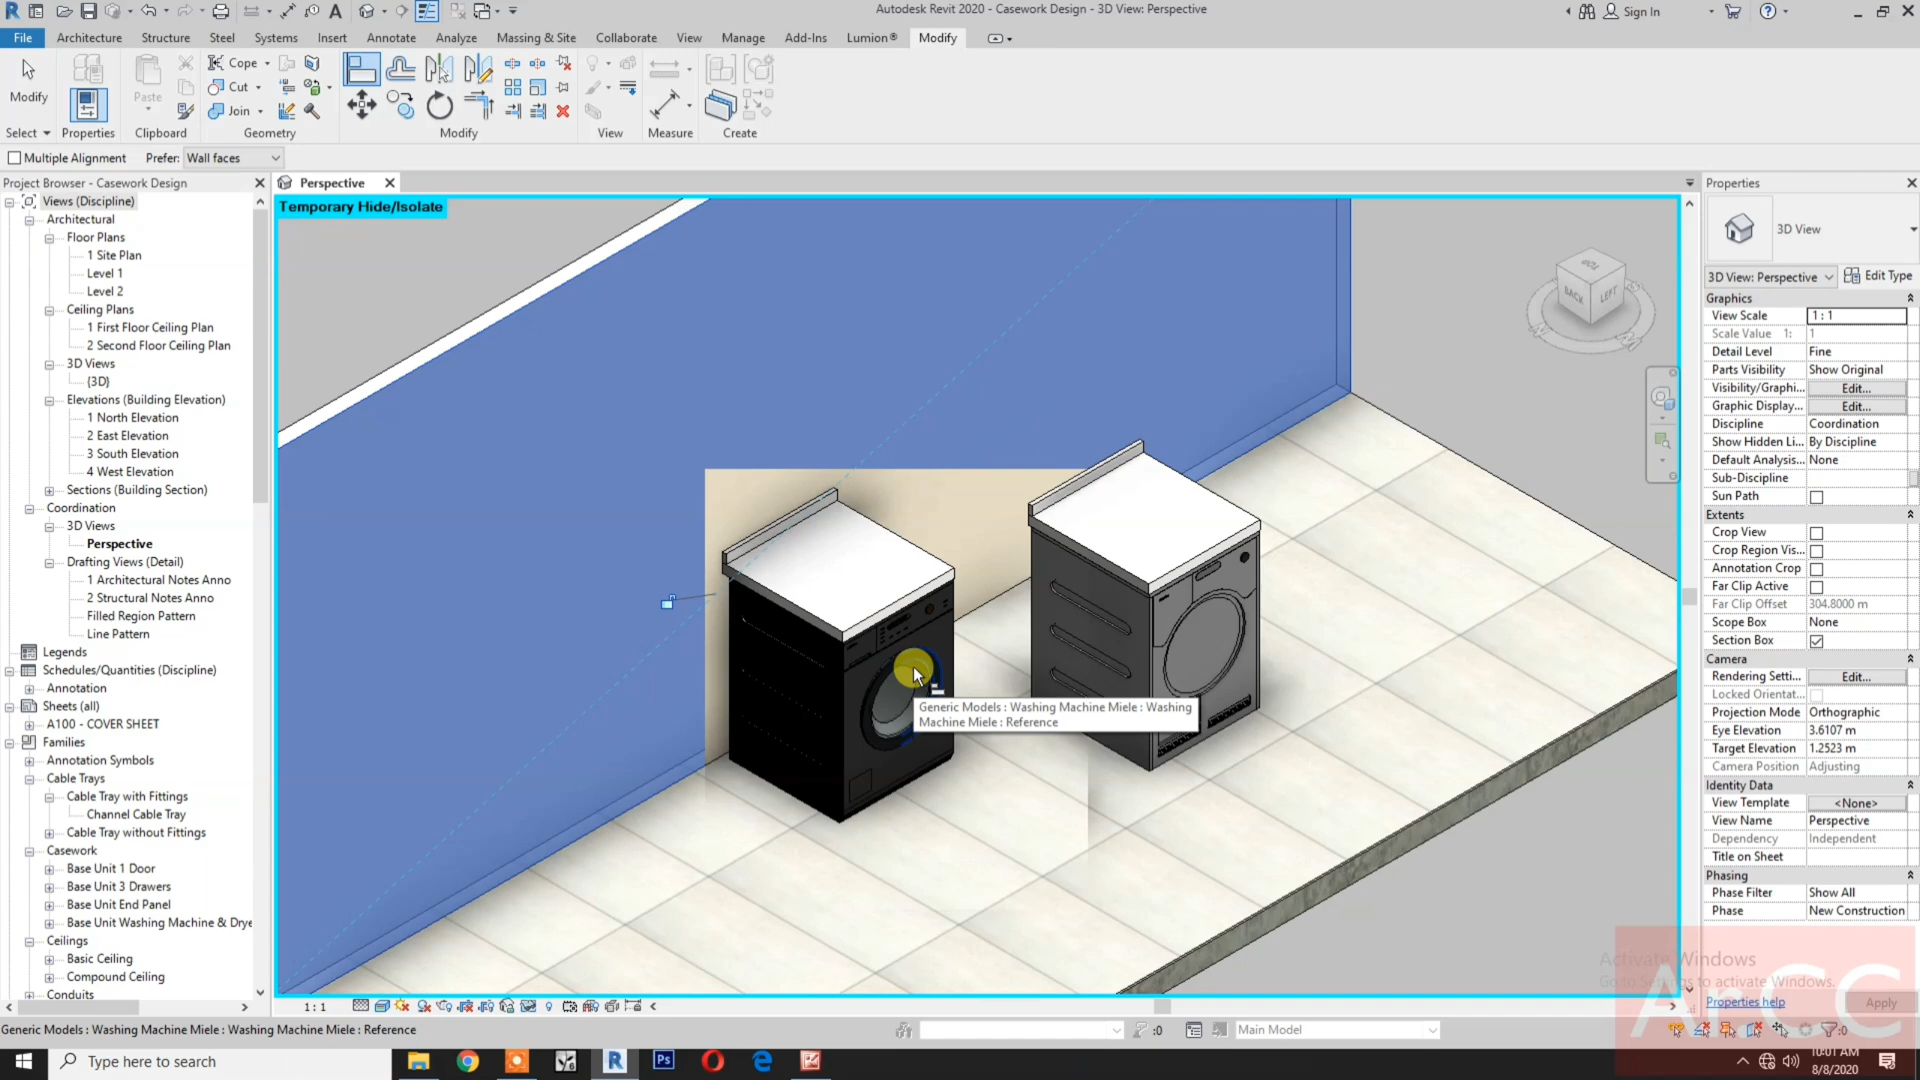 Autodesk Revit 2020 - Casework Design - 3D View: Perspective
Sign In
File Architecture Structure Steel Systems Insert Annotate Analyze Massing & Site Collaborate View Manage Add-Ins Lumion® Modify
Modify
Paste
Cope
Cut
Join
Select Properties Clipboard Geometry Modify View Measure Create
Multiple Alignment Prefer: Wall faces
Project Browser - Casework Design
Perspective
Properties
Views (Discipline)
Architectural
Floor Plans
1 Site Plan
Level 1
Level 2
Ceiling Plans
1 First Floor Ceiling Plan
2 Second Floor Ceiling Plan
3D Views
{3D}
Elevations (Building Elevation)
1 North Elevation
2 East Elevation
3 South Elevation
4 West Elevation
Sections (Building Section)
Coordination
3D Views
Perspective
Drafting Views (Detail)
1 Architectural Notes Anno
2 Structural Notes Anno
Filled Region Pattern
Line Pattern
Legends
Schedules/Quantities (Discipline)
Annotation
Sheets (all)
A100 - COVER SHEET
Families
Annotation Symbols
Cable Trays
Cable Tray with Fittings
Channel Cable Tray
Cable Tray without Fittings
Casework
Base Unit 1 Door
Base Unit 3 Drawers
Base Unit End Panel
Base Unit Washing Machine & Drye
Ceilings
Basic Ceiling
Compound Ceiling
Conduits
Temporary Hide/Isolate
TOP
BACK
LEFT
Generic Models : Washing Machine Miele : Washing
Machine Miele : Reference
3D View
3D View: Perspective Edit Type
Graphics
View Scale 1 : 1
Scale Value 1: 1
Detail Level Fine
Parts Visibility Show Original
Visibility/Graphi... Edit...
Graphic Display... Edit...
Discipline Coordination
Show Hidden Li... By Discipline
Default Analysis... None
Sub-Discipline
Sun Path
Extents
Crop View
Crop Region Vis...
Annotation Crop
Far Clip Active
Far Clip Offset 304.8000 m
Scope Box None
Section Box
Camera
Rendering Setti... Edit...
Locked Orientat...
Projection Mode Orthographic
Eye Elevation 3.6107 m
Target Elevation 1.2523 m
Camera Position Adjusting
Identity Data
View Template <None>
View Name Perspective
Dependency Independent
Title on Sheet
Phasing
Phase Filter Show All
Phase New Construction
Activate Windows
Go to Settings to activate Windows.
Properties help Apply
ArCC
1 : 1
Generic Models : Washing Machine Miele : Washing Machine Miele : Reference
:0
Main Model
:0
Type here to search
10:01 AM
8/8/2020